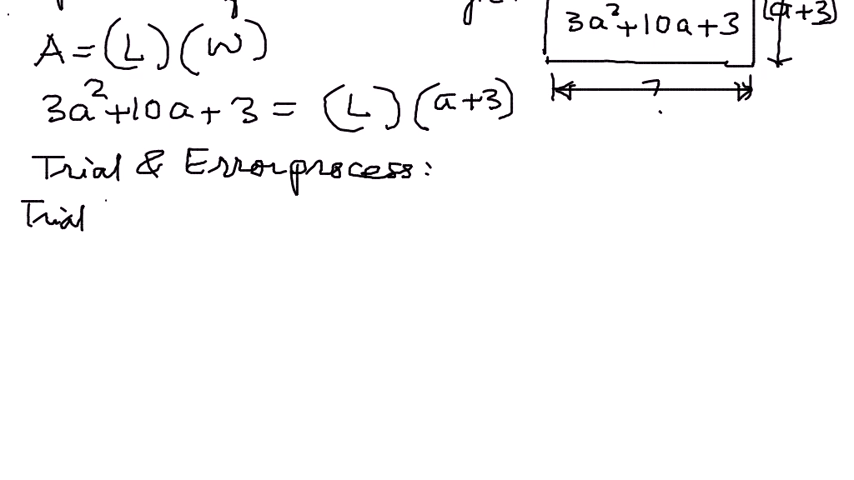 3a²+10a+3
(a+3)
A=(L)(W)
?
3a²+10a+3 = (L)(a+3)
Trial & Error process:
Trial